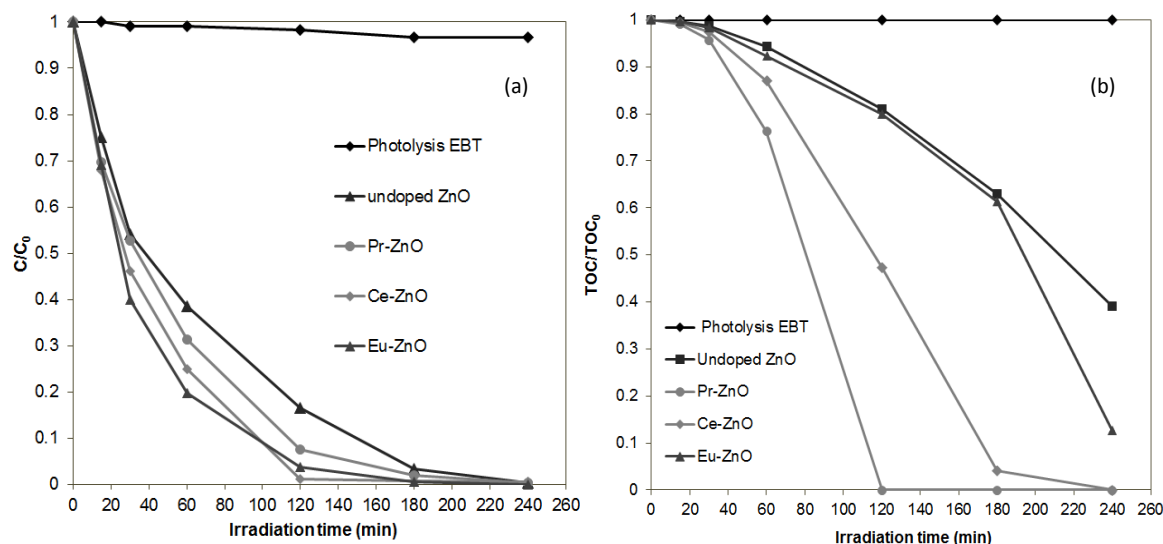 (a)
C/C0
1
0.9
0.8
0.7
0.6
0.5
0.4
0.3
0.2
0.1
0
Photolysis EBT
undoped ZnO
Pr-ZnO
Ce-ZnO
Eu-ZnO
0 20 40 60 80 100 120 140 160 180 200 220 240 260
Irradiation time (min)
(b)
TOC/TOC0
1
0.9
0.8
0.7
0.6
0.5
0.4
0.3
0.2
0.1
0
Photolysis EBT
Undoped ZnO
Pr-ZnO
Ce-ZnO
Eu-ZnO
0 20 40 60 80 100 120 140 160 180 200 220 240 260
Irradiation time (min)